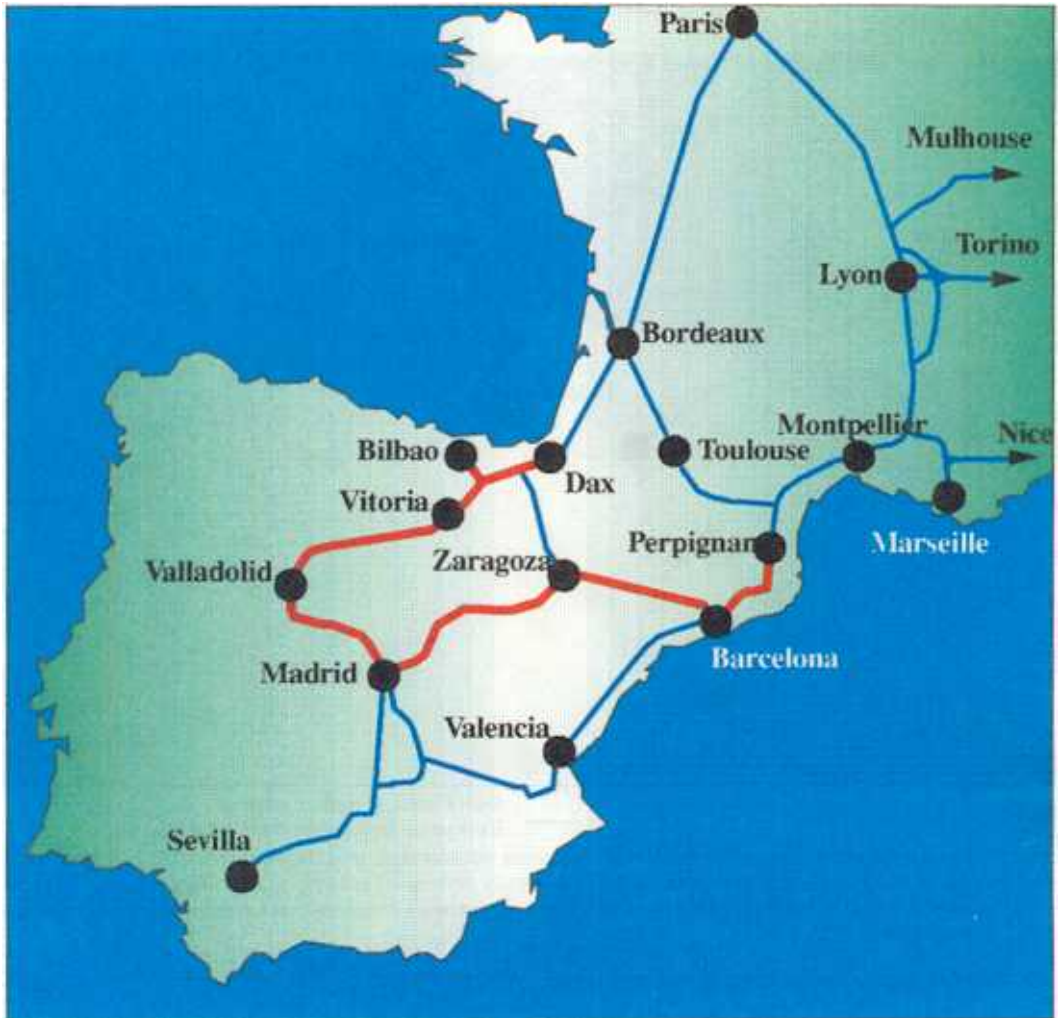 Paris
Mulhouse
Torino
Lyon
Bordeaux
Montpellier
Nice
Bilbao
Toulouse
Dax
Vitoria
Marseille
Perpignan
Zaragoza
Valladolid
Barcelona
Madrid
Valencia
Sevilla